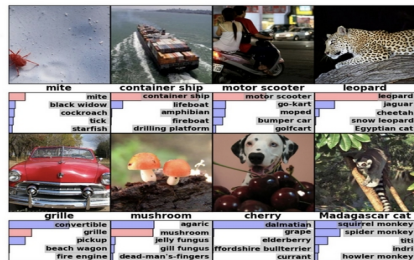 mite
container ship
motor scooter
leopard
mite
black widow
cockroach
tick
starfish
container ship
lifeboat
amphibian
fireboat
drilling platform
motor scooter
go-kart
moped
bumper car
golfcart
leopard
jaguar
cheetah
snow leopard
Egyptian cat
grille
mushroom
cherry
Madagascar cat
convertible
grille
pickup
beach wagon
fire engine
agaric
mushroom
jelly fungus
gill fungus
dead-man's-fingers
dalmatian
grape
elderberry
ffordshire bullterrier
currant
squirrel monkey
spider monkey
titi
indri
howler monkey